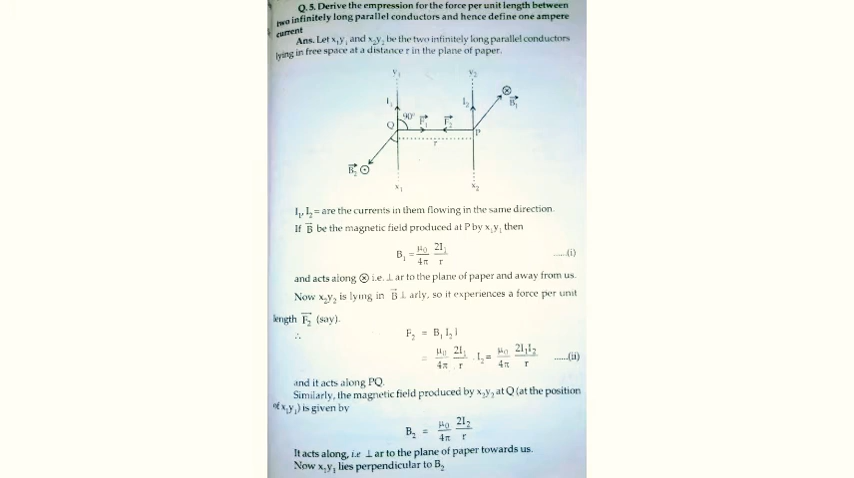 Q. 5. Derive the empression for the force per unit length between
two infinitely long parallel conductors and hence define one ampere
current
Ans. Let x₁y₁ and x₂y₂ be the two infinitely long parallel conductors
lying in free space at a distance r in the plane of paper.
y₁ y₂
I₁ I₂ ⊗ B₁
Q 90° F₁ F₂ P
r
B₂ ⊙
x₁ x₂
I₁, I₂ = are the currents in them flowing in the same direction.
If B⃗ be the magnetic field produced at P by x₁y₁ then
B₁ = μ₀/4π 2I₁/r ......(i)
and acts along ⊗ i.e. ⊥ ar to the plane of paper and away from us.
Now x₂y₂ is lying in B⃗ ⊥ arly, so it experiences a force per unit
length F₂⃗ (say).
∴ F₂ = B₁ I₂ l
= μ₀/4π 2I₁/r . I₂ = μ₀/4π 2I₁I₂/r ......(ii)
and it acts along PQ.
Similarly, the magnetic field produced by x₂y₂ at Q (at the position
of x₁y₁) is given by
B₂ = μ₀/4π 2I₂/r
It acts along, i.e ⊥ ar to the plane of paper towards us.
Now x₁y₁ lies perpendicular to B₂